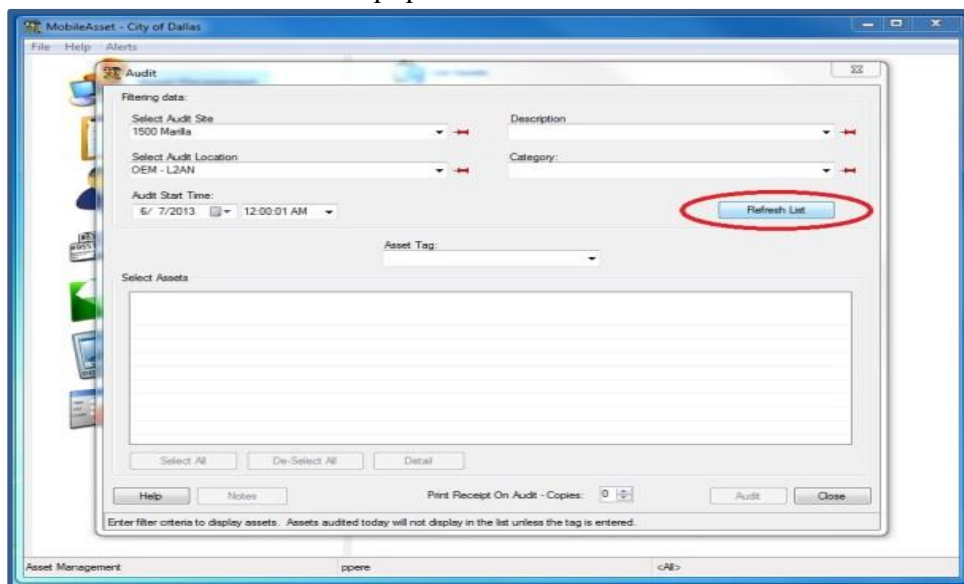 MobileAsset - City of Dallas
File Help Alerts
Audit
Filtering data:
Select Audit Site
Description
1500 Marilla
Select Audit Location
Category:
OEM - L2AN
Audit Start Time:
6/ 7/2013 12:00:01 AM
Refresh List
Asset Tag:
Select Assets
Select All De-Select All Detail
Help Notes Print Receipt On Audit - Copies: 0 Audit Close
Enter filter criteria to display assets. Assets audited today will not display in the list unless the tag is entered.
Asset Management ppere <All>